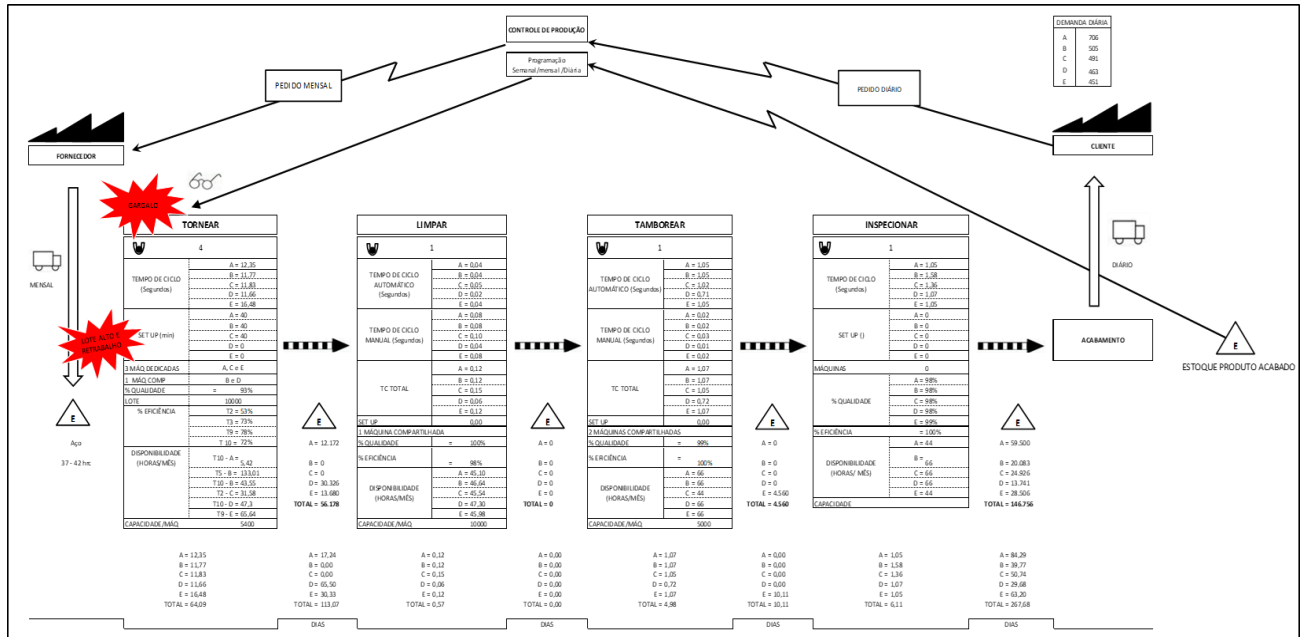 CONTROLE DE PRODUÇÃO
Programação
Semanal/mensal /Diária
PEDIDO MENSAL
PEDIDO DIÁRIO
DEMANDA DIÁRIA
A 706
B 505
C 491
D 463
E 451
FORNECEDOR
CLIENTE
GARGALO
MENSAL
DIÁRIO
LOTE ALTO E
RETRABALHO
E
Aço
37 - 42 hrs
TORNEAR
4
TEMPO DE CICLO
(Segundos)
A = 12,35
B = 11,77
C = 11,83
D = 11,66
E = 16,48
SET UP (min)
A = 40
B = 40
C = 40
D = 0
E = 0
3 MÁQ DEDICADAS A, C e E
1 MÁQ COMP B e D
% QUALIDADE = 93%
LOTE 10000
% EFICIÊNCIA
T2 = 53%
T3 = 73%
T9 = 78%
T 10 = 72%
DISPONIBILIDADE
(HORAS/MÊS)
T10 - A =
5,42
T5 - B = 133,01
T10 - B = 43,55
T2 - C = 31,58
T10 - D = 47,3
T9 - E = 65,64
CAPACIDADE/MÁQ 5400
E
A = 12.172
B = 0
C = 0
D = 30.326
E = 13.680
TOTAL = 56.178
LIMPAR
1
TEMPO DE CICLO
AUTOMÁTICO
(Segundos)
A = 0,04
B = 0,04
C = 0,05
D = 0,02
E = 0,04
TEMPO DE CICLO
MANUAL (Segundos)
A = 0,08
B = 0,08
C = 0,10
D = 0,04
E = 0,08
TC TOTAL
A = 0,12
B = 0,12
C = 0,15
D = 0,06
E = 0,12
SET UP 0,00
1 MÁQUINA COMPARTILHADA
% QUALIDADE = 100%
% EFICIÊNCIA
= 98%
DISPONIBILIDADE
(HORAS/MÊS)
A = 45,10
B = 46,64
C = 45,54
D = 47,30
E = 45,98
CAPACIDADE/MÁQ 10000
E
A = 0
B = 0
C = 0
D = 0
E = 0
TOTAL = 0
TAMBOREAR
1
TEMPO DE CICLO
AUTOMÁTICO (Segundos)
A = 1,05
B = 1,05
C = 1,02
D = 0,71
E = 1,05
TEMPO DE CICLO
MANUAL (Segundos)
A = 0,02
B = 0,02
C = 0,03
D = 0,01
E = 0,02
TC TOTAL
A = 1,07
B = 1,07
C = 1,05
D = 0,72
E = 1,07
SET UP 0,00
2 MÁQUINAS COMPARTILHADAS
% QUALIDADE = 99%
% EFICIÊNCIA =
100%
DISPONIBILIDADE
(HORAS/MÊS)
A = 66
B = 66
C = 44
D = 66
E = 66
CAPACIDADE/MÁQ 5000
E
A = 0
B = 0
C = 0
D = 0
E = 4.560
TOTAL = 4.560
INSPECIONAR
1
TEMPO DE CICLO
(Segundos)
A = 1,05
B = 1,58
C = 1,36
D = 1,07
E = 1,05
SET UP ()
A = 0
B = 0
C = 0
D = 0
E = 0
MÁQUINAS 0
% QUALIDADE
A = 98%
B = 98%
C = 98%
D = 98%
E = 99%
% EFICIÊNCIA = 100%
DISPONIBILIDADE
(HORAS/ MÊS)
A = 44
B =
66
C = 66
D = 66
E = 44
CAPACIDADE
E
A = 59.500
B = 20.083
C = 24.926
D = 13.741
E = 28.506
TOTAL = 146.756
ACABAMENTO
E
ESTOQUE PRODUTO ACABADO
A = 12,35
B = 11,77
C = 11,83
D = 11,66
E = 16,48
TOTAL = 64,09
A = 17,24
B = 0,00
C = 0,00
D = 65,50
E = 30,33
TOTAL = 113,07
A = 0,12
B = 0,12
C = 0,15
D = 0,06
E = 0,12
TOTAL = 0,57
A = 0,00
B = 0,00
C = 0,00
D = 0,00
E = 0,00
TOTAL = 0,00
A = 1,07
B = 1,07
C = 1,05
D = 0,72
E = 1,07
TOTAL = 4,98
A = 0,00
B = 0,00
C = 0,00
D = 0,00
E = 10,11
TOTAL = 10,11
A = 1,05
B = 1,58
C = 1,36
D = 1,07
E = 1,05
TOTAL = 6,11
A = 84,29
B = 39,77
C = 50,74
D = 29,68
E = 63,20
TOTAL = 267,68
DIAS
DIAS
DIAS
DIAS